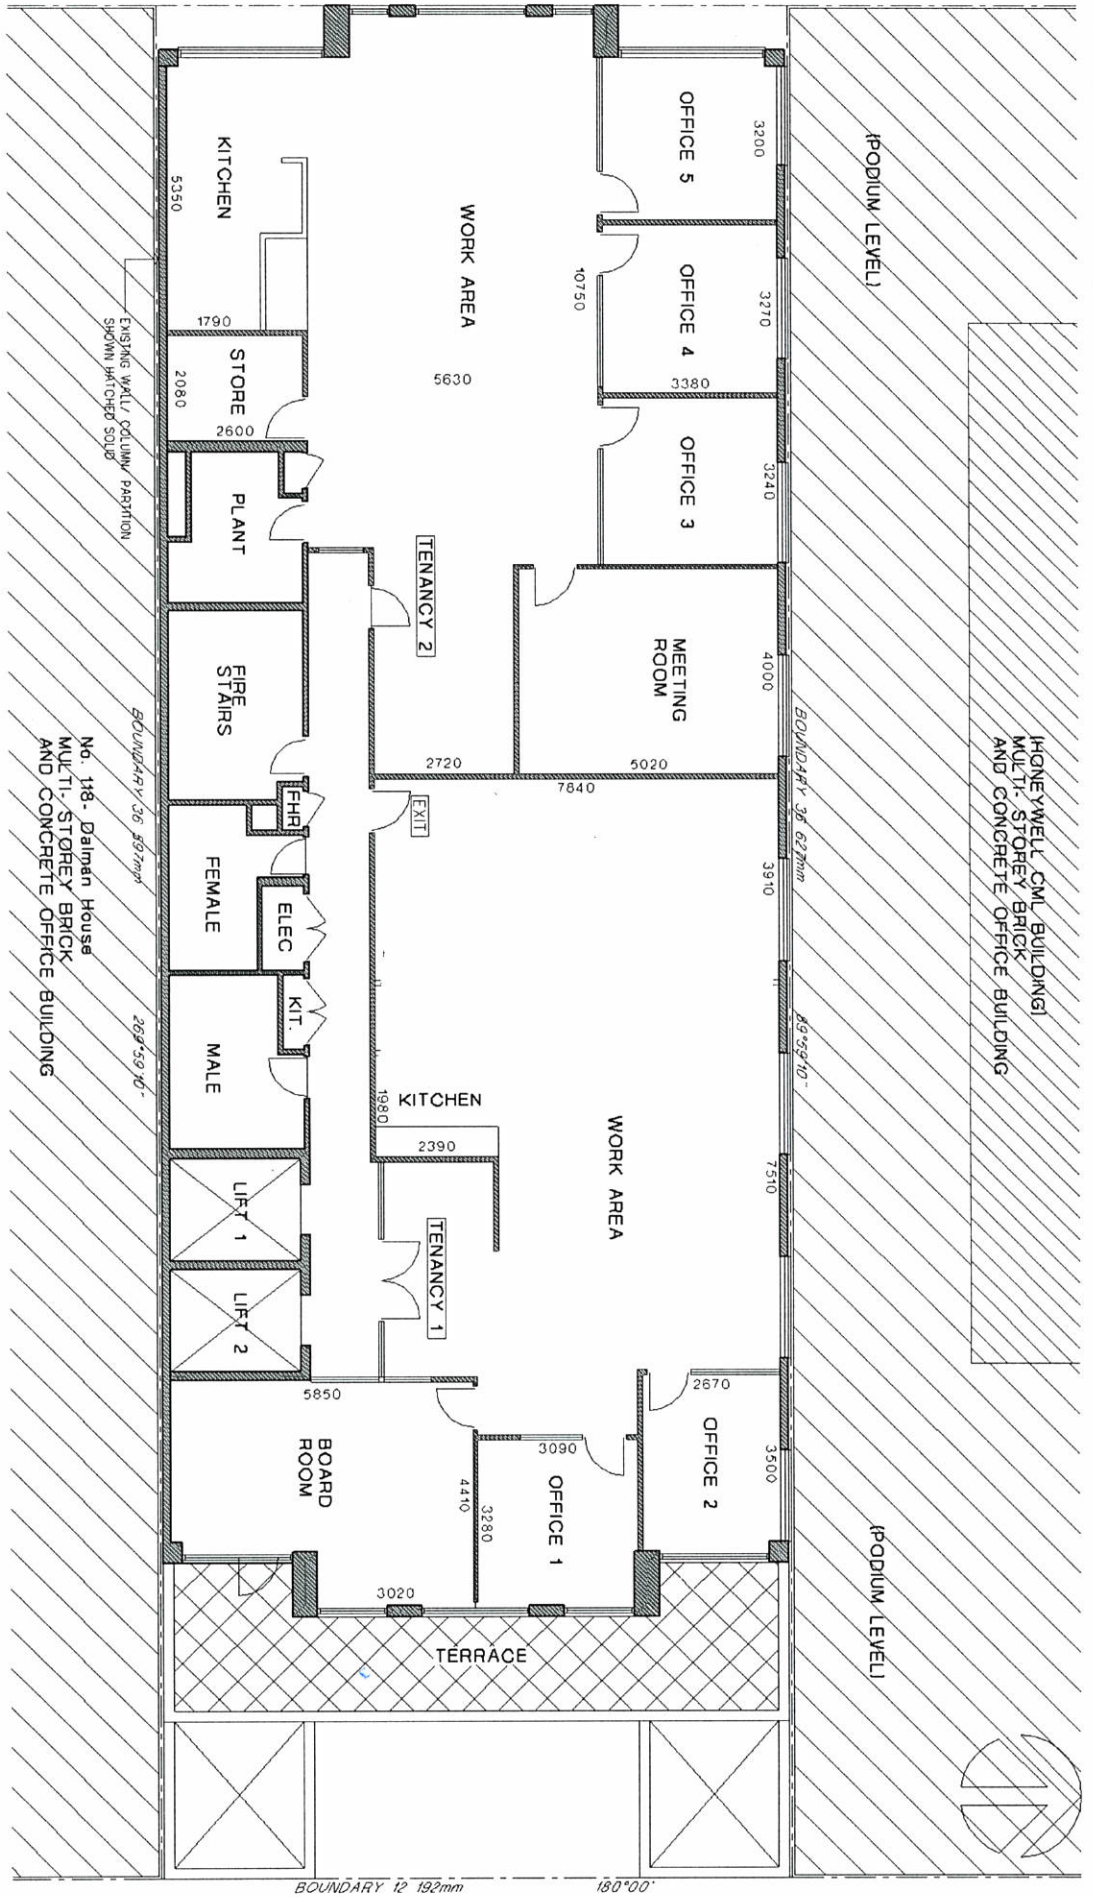 (PODIUM LEVEL)
(HONEYWELL CML BUILDING)
MULTI- STOREY BRICK
AND CONCRETE OFFICE BUILDING
(PODIUM LEVEL)
BOUNDARY 36 627mm
89°59'10"
OFFICE 5
3200
OFFICE 4
3270
3380
OFFICE 3
3240
MEETING
ROOM
4000
5020
3910
7510
OFFICE 2
2670
3500
WORK AREA
10750
5630
TENANCY 2
2720
7840
EXIT
WORK AREA
KITCHEN
1980
2390
TENANCY 1
OFFICE 1
3090
3280
BOARD
ROOM
5850
4410
3020
TERRACE
KITCHEN
5350
1790
STORE
2080
2600
PLANT
FIRE
STAIRS
FHR
FEMALE
ELEC
KIT.
MALE
LIFT 1
LIFT 2
EXISTING WALL/ COLUMN/ PARTITION
SHOWN HATCHED SOLID
BOUNDARY 36 597mm
269°59'10"
No. 118 - Dalman House
MULTI- STOREY BRICK
AND CONCRETE OFFICE BUILDING
BOUNDARY 12 192mm
180°00'